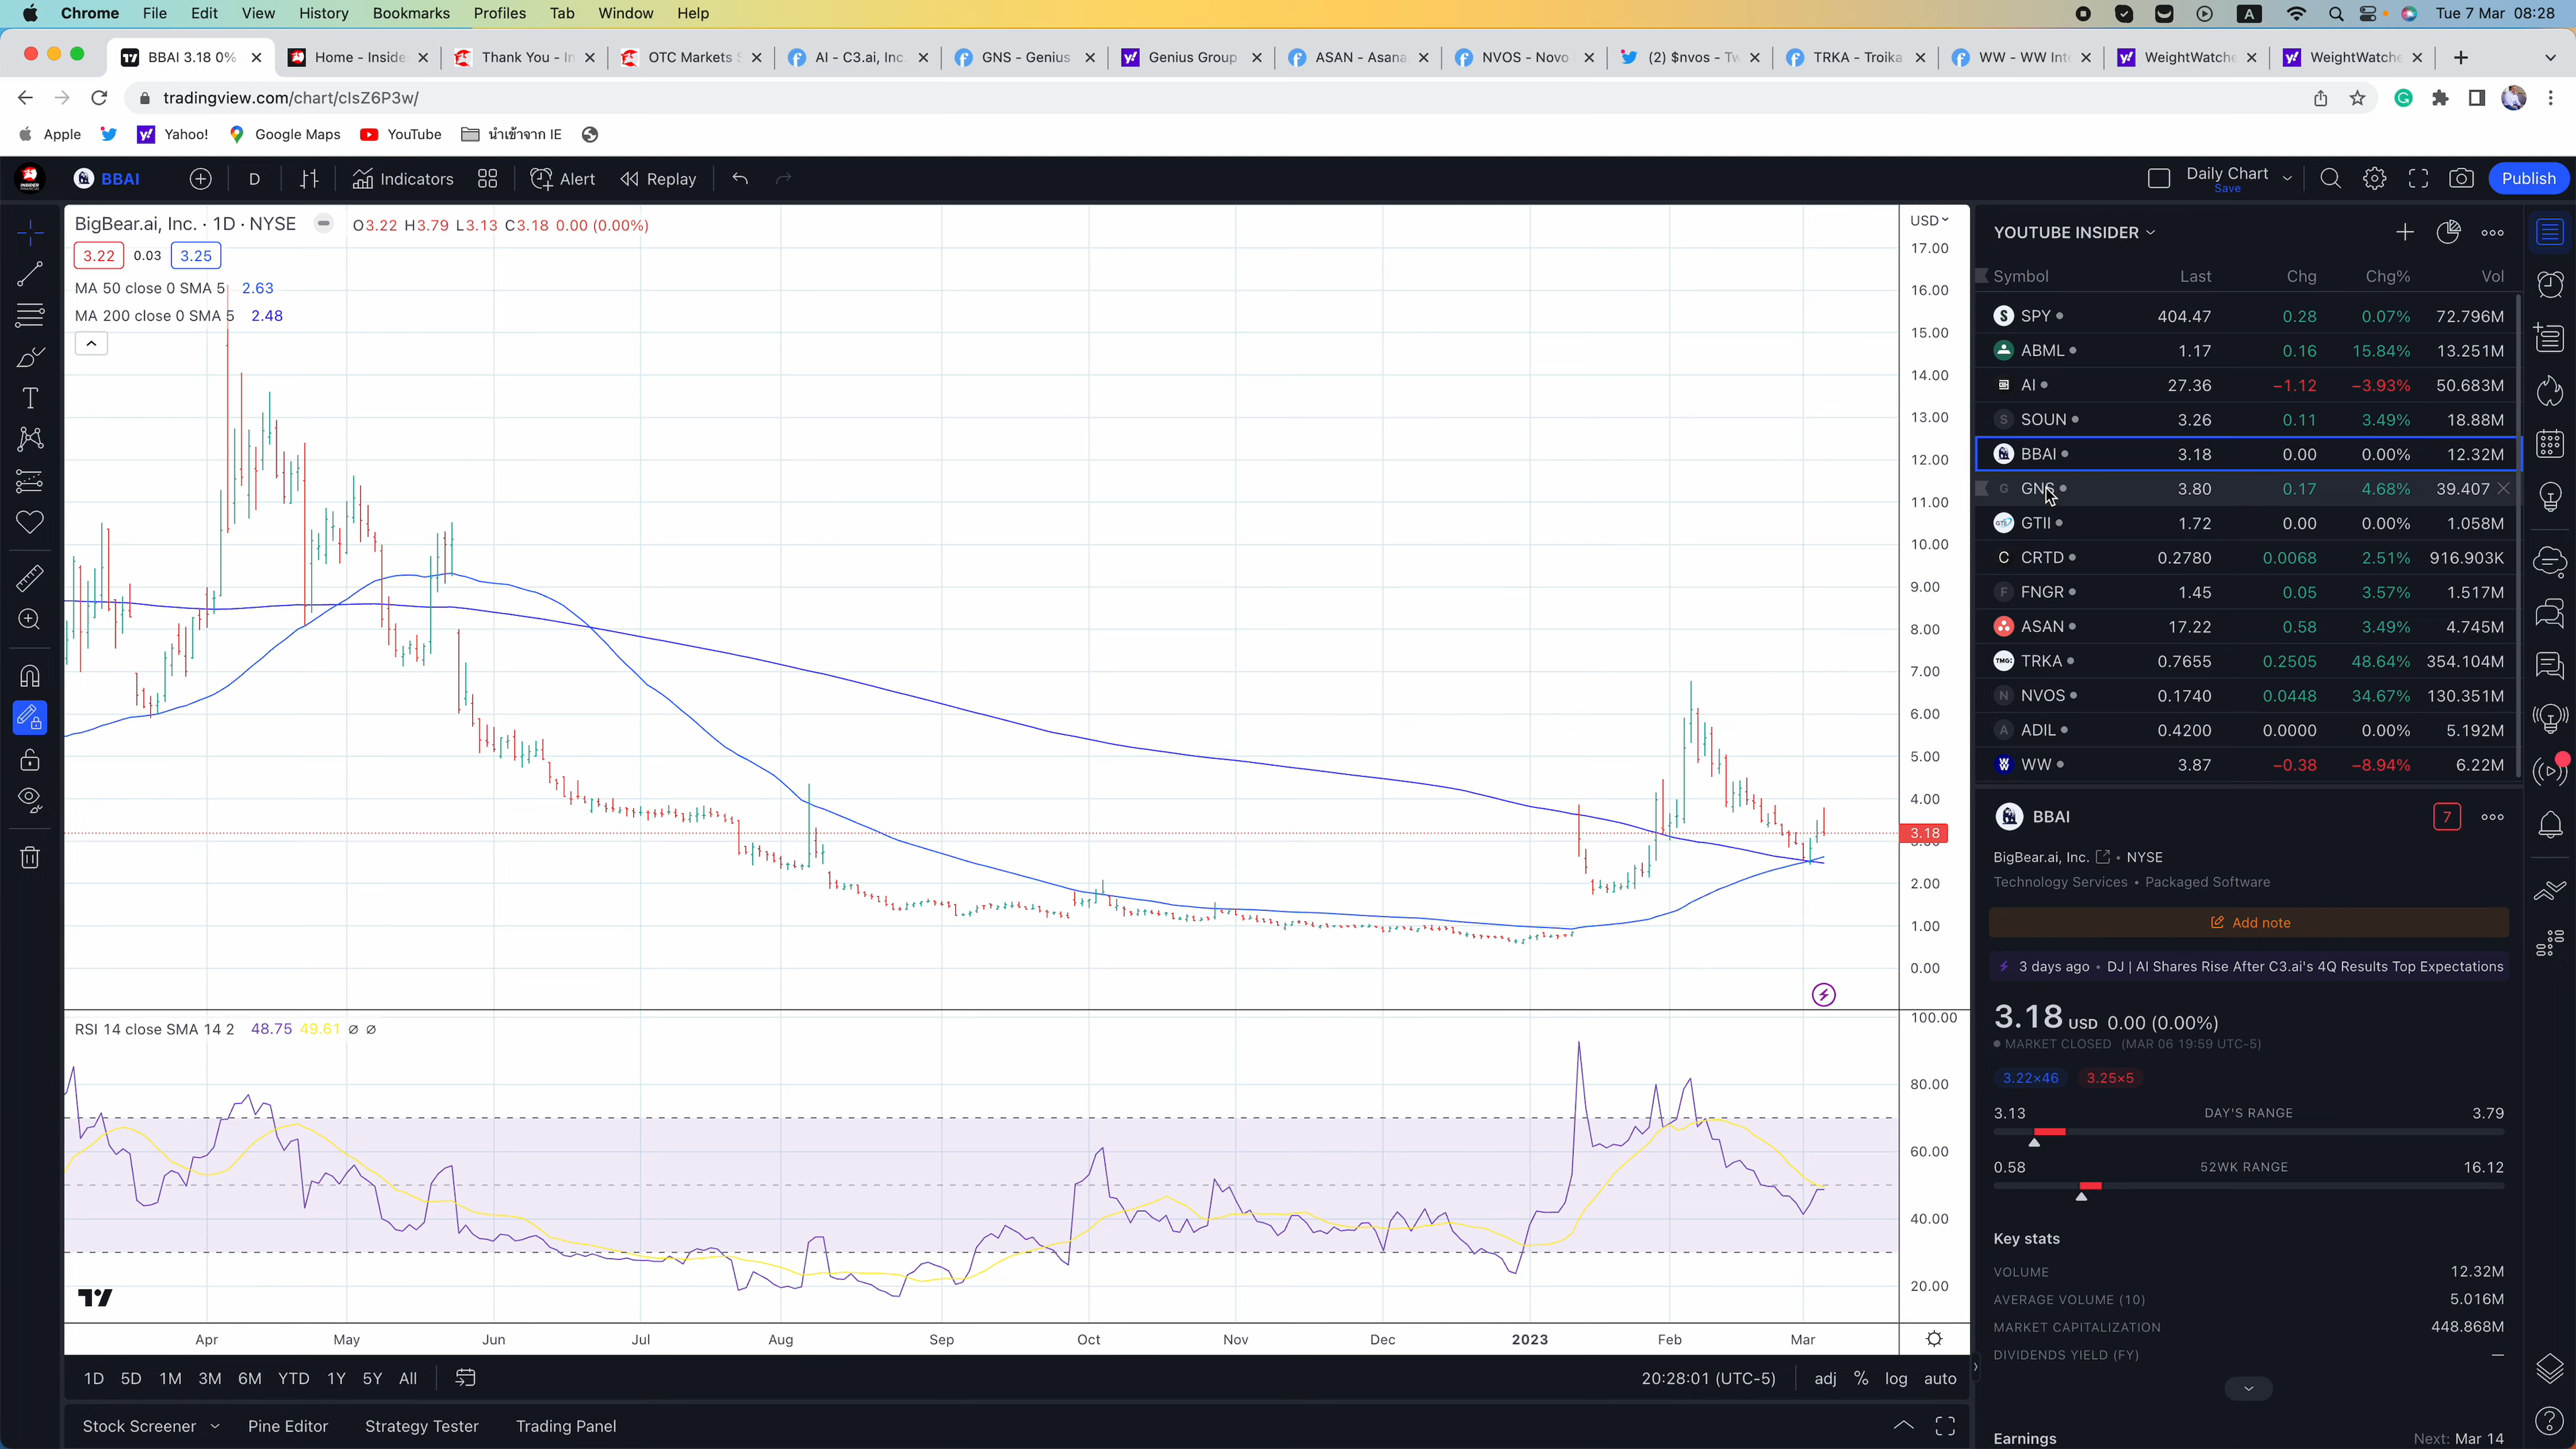 Chrome File Edit View History Bookmarks Profiles Tab Window Help A Tue 7 Mar 08:28
BBAI 3.18 0% Home - Inside Thank You - In OTC Markets S AI - C3.ai, Inc. GNS - Genius Genius Group ASAN - Asana NVOS - Novo (2) $nvos - Tw TRKA - Troika WW - WW Inte WeightWatche WeightWatche
tradingview.com/chart/clsZ6P3w/
Apple Yahoo! Google Maps YouTube นำเข้าจาก IE
BBAI D Indicators Alert Replay Daily Chart Save Publish
BigBear.ai, Inc. · 1D · NYSE O3.22 H3.79 L3.13 C3.18 0.00 (0.00%)
3.22 0.03 3.25
MA 50 close 0 SMA 5 2.63
MA 200 close 0 SMA 5 2.48
USD
17.00
16.00
15.00
14.00
13.00
12.00
11.00
10.00
9.00
8.00
7.00
6.00
5.00
4.00
3.18
3.00
2.00
1.00
0.00
RSI 14 close SMA 14 2 48.75 49.61 ∅ ∅
100.00
80.00
60.00
40.00
20.00
Apr May Jun Jul Aug Sep Oct Nov Dec 2023 Feb Mar
1D 5D 1M 3M 6M YTD 1Y 5Y All 20:28:01 (UTC-5) adj % log auto
Stock Screener Pine Editor Strategy Tester Trading Panel
YOUTUBE INSIDER
Symbol Last Chg Chg% Vol
SPY 404.47 0.28 0.07% 72.796M
ABML 1.17 0.16 15.84% 13.251M
AI 27.36 −1.12 −3.93% 50.683M
SOUN 3.26 0.11 3.49% 18.88M
BBAI 3.18 0.00 0.00% 12.32M
GNS 3.80 0.17 4.68% 39.407
GTII 1.72 0.00 0.00% 1.058M
CRTD 0.2780 0.0068 2.51% 916.903K
FNGR 1.45 0.05 3.57% 1.517M
ASAN 17.22 0.58 3.49% 4.745M
TRKA 0.7655 0.2505 48.64% 354.104M
NVOS 0.1740 0.0448 34.67% 130.351M
ADIL 0.4200 0.0000 0.00% 5.192M
WW 3.87 −0.38 −8.94% 6.22M
BBAI 7
BigBear.ai, Inc. • NYSE
Technology Services • Packaged Software
Add note
3 days ago • DJ | AI Shares Rise After C3.ai's 4Q Results Top Expectations
3.18 USD 0.00 (0.00%)
MARKET CLOSED (MAR 06 19:59 UTC-5)
3.22×46 3.25×5
3.13 DAY'S RANGE 3.79
0.58 52WK RANGE 16.12
Key stats
VOLUME 12.32M
AVERAGE VOLUME (10) 5.016M
MARKET CAPITALIZATION 448.868M
DIVIDENDS YIELD (FY) —
Earnings Next: Mar 14